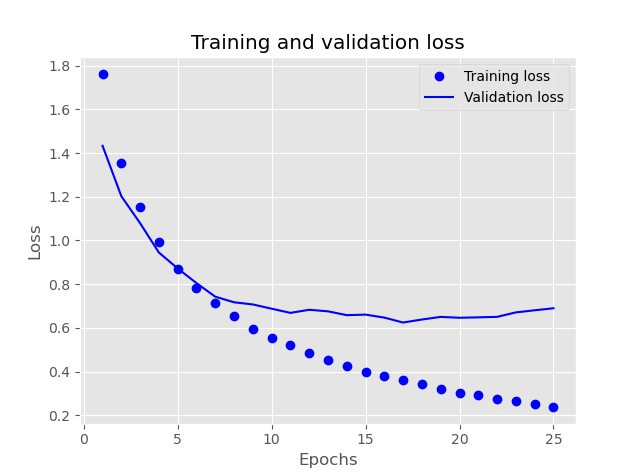 Training and validation loss
Training loss
Validation loss
Loss
1.8
1.6
1.4
1.2
1.0
0.8
0.6
0.4
0.2
0 5 10 15 20 25
Epochs